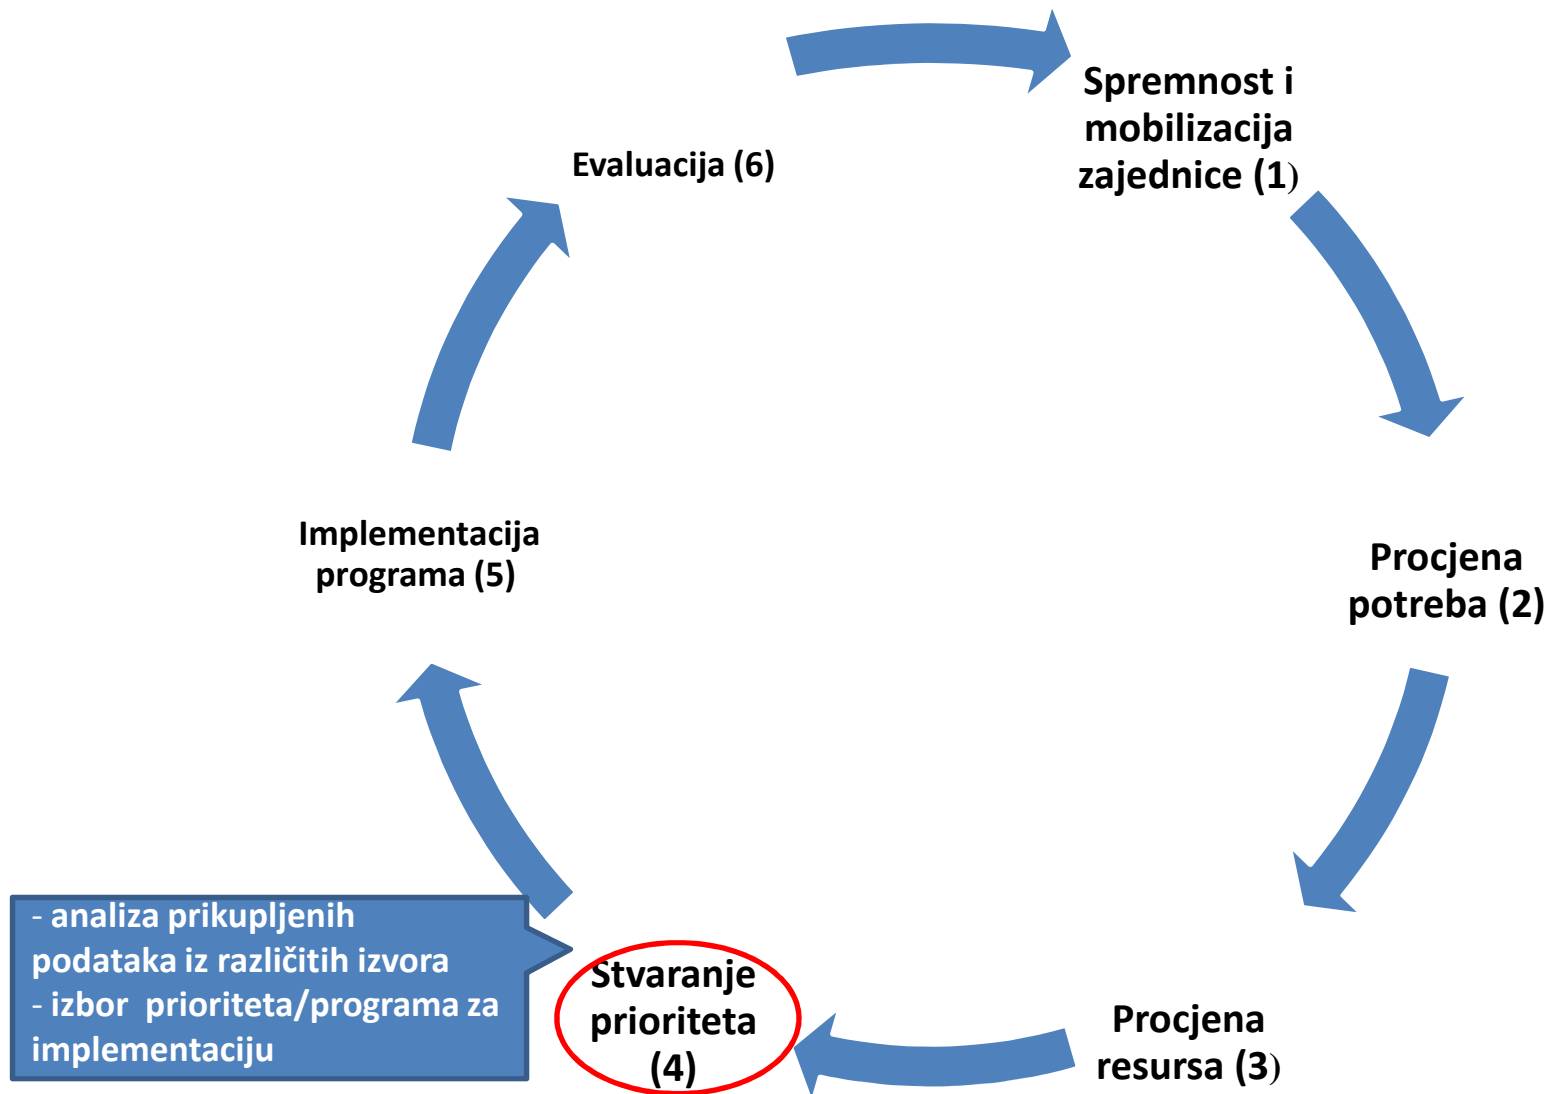 Spremnost i
mobilizacija
zajednice (1)
Evaluacija (6)
Implementacija
programa (5)
Procjena
potreba (2)
- analiza prikupljenih
podataka iz različitih izvora
- izbor  prioriteta/programa za
implementaciju
Stvaranje
prioriteta
(4)
Procjena
resursa (3)